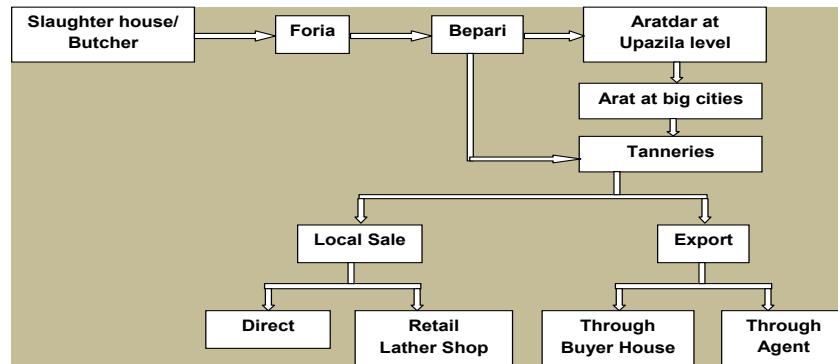 Slaughter house/
Butcher
Foria
Bepari
Aratdar at
Upazila level
Arat at big cities
Tanneries
Local Sale
Export
Direct
Retail
Lather Shop
Through
Buyer House
Through
Agent